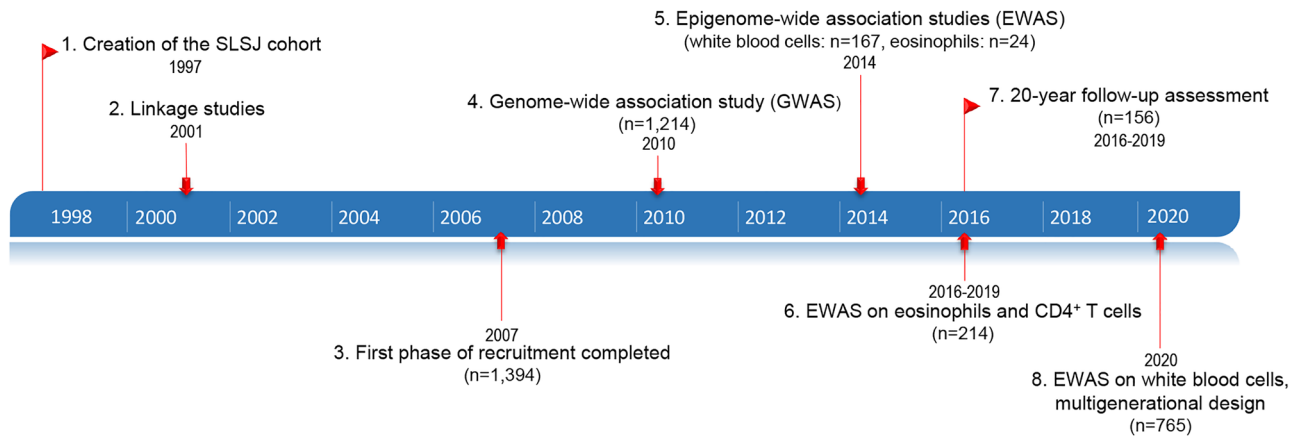 1. Creation of the SLSJ cohort
1997
2. Linkage studies
2001
3. First phase of recruitment completed
2007
(n=1,394)
4. Genome-wide association study (GWAS)
(n=1,214)
2010
5. Epigenome-wide association studies (EWAS)
(white blood cells: n=167, eosinophils: n=24)
2014
2016-2019
6. EWAS on eosinophils and CD4⁺ T cells
(n=214)
7. 20-year follow-up assessment
(n=156)
2016-2019
2020
8. EWAS on white blood cells,
multigenerational design
(n=765)
1998 2000 2002 2004 2006 2008 2010 2012 2014 2016 2018 2020